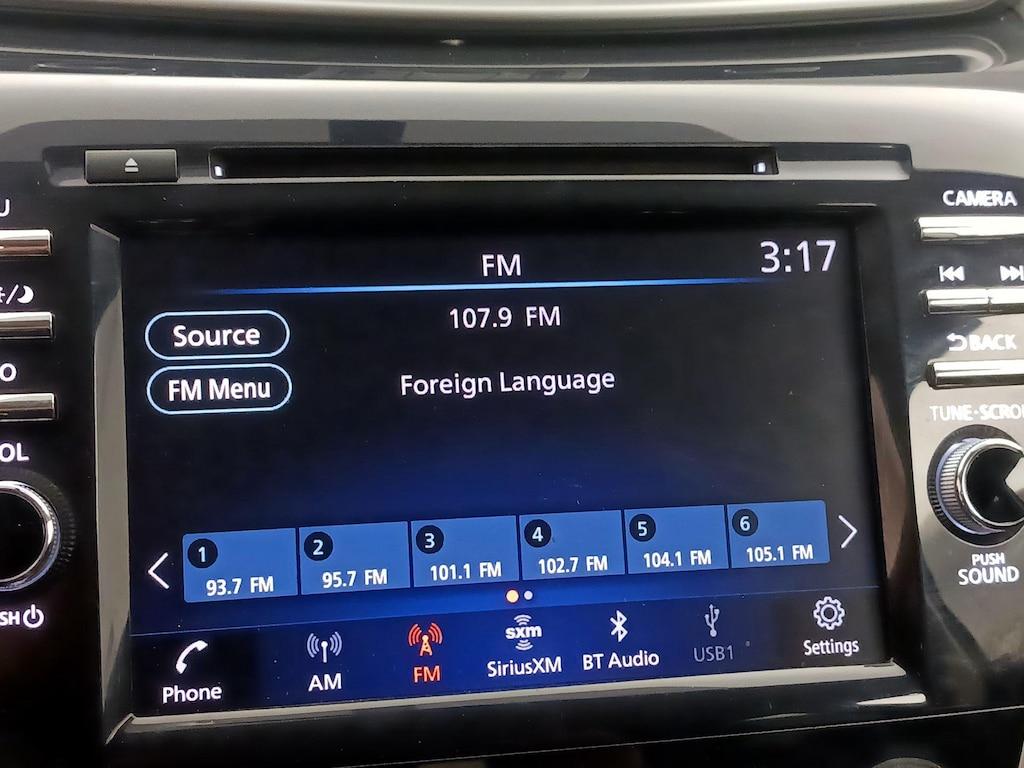 CAMERA
FM
3:17
107.9 FM
Source
FM Menu
Foreign Language
BACK
TUNE·SCRO
PUSH
SOUND
U
O
OL
SH
1
93.7 FM
2
95.7 FM
3
101.1 FM
4
102.7 FM
5
104.1 FM
6
105.1 FM
Phone
AM
FM
sxm
SiriusXM
BT Audio
USB1
Settings